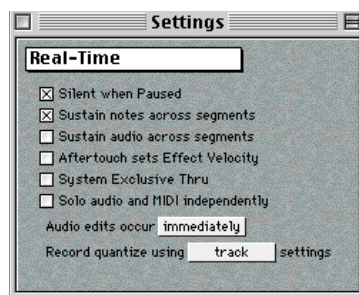 Settings
Real-Time
Silent when Paused
Sustain notes across segments
Sustain audio across segments
Aftertouch sets Effect Velocity
System Exclusive Thru
Solo audio and MIDI independently
Audio edits occur immediately
Record quantize using track settings